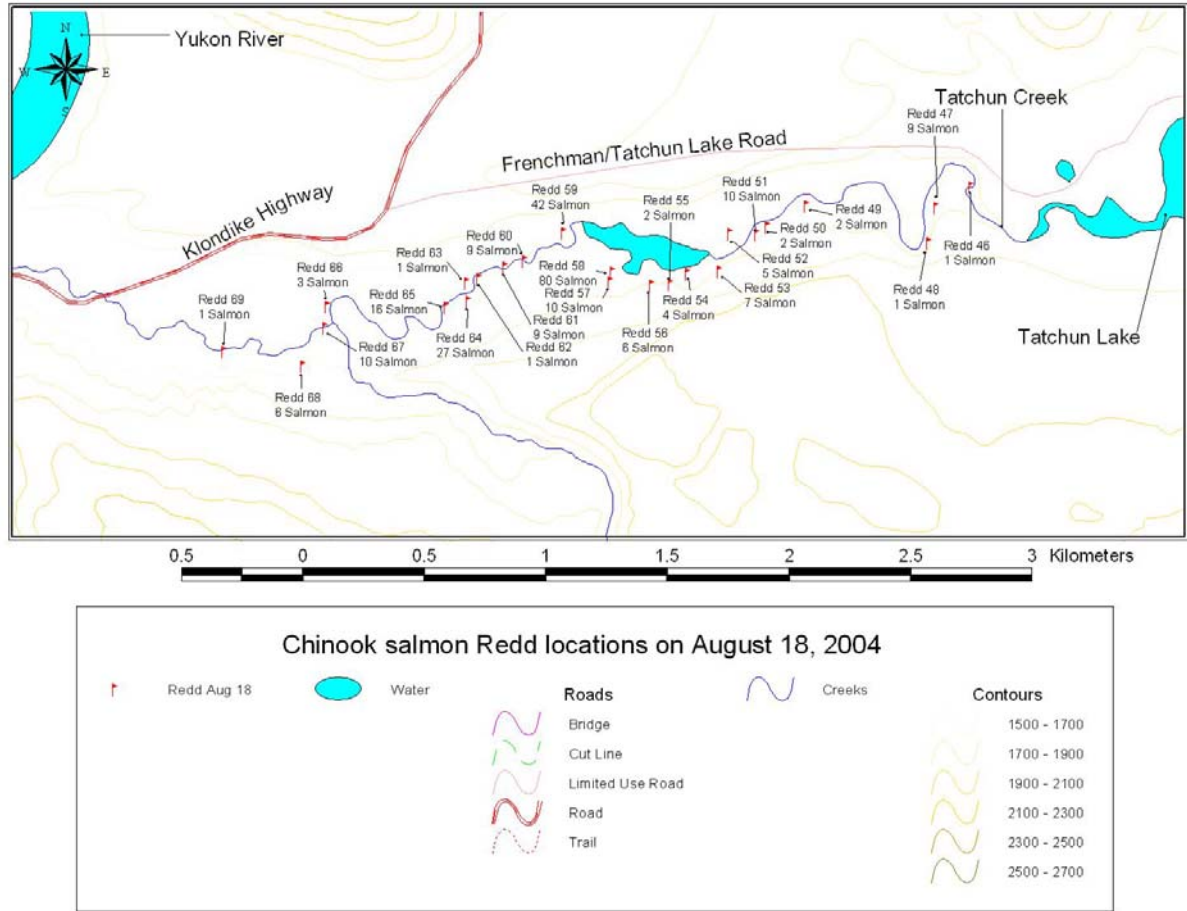 N
W E
S
Yukon River
Tatchun Creek
Redd 47
9 Salmon
Frenchman/Tatchun Lake Road
Klondike Highway
Redd 59
42 Salmon
Redd 55
2 Salmon
Redd 51
10 Salmon
Redd 49
2 Salmon
Redd 50
2 Salmon
Redd 46
1 Salmon
Redd 48
1 Salmon
Redd 52
5 Salmon
Redd 53
7 Salmon
Redd 54
4 Salmon
Redd 60
9 Salmon
Redd 63
1 Salmon
Redd 58
60 Salmon
Redd 57
10 Salmon
Redd 56
6 Salmon
Redd 66
3 Salmon
Redd 65
16 Salmon
Redd 64
27 Salmon
Redd 61
9 Salmon
Redd 62
1 Salmon
Redd 69
1 Salmon
Redd 67
10 Salmon
Redd 68
6 Salmon
Tatchun Lake
0.5 0 0.5 1 1.5 2 2.5 3 Kilometers
Chinook salmon Redd locations on August 18, 2004
Redd Aug 18
Water
Roads
Bridge
Cut Line
Limited Use Road
Road
Trail
Creeks
Contours
1500 - 1700
1700 - 1900
1900 - 2100
2100 - 2300
2300 - 2500
2500 - 2700